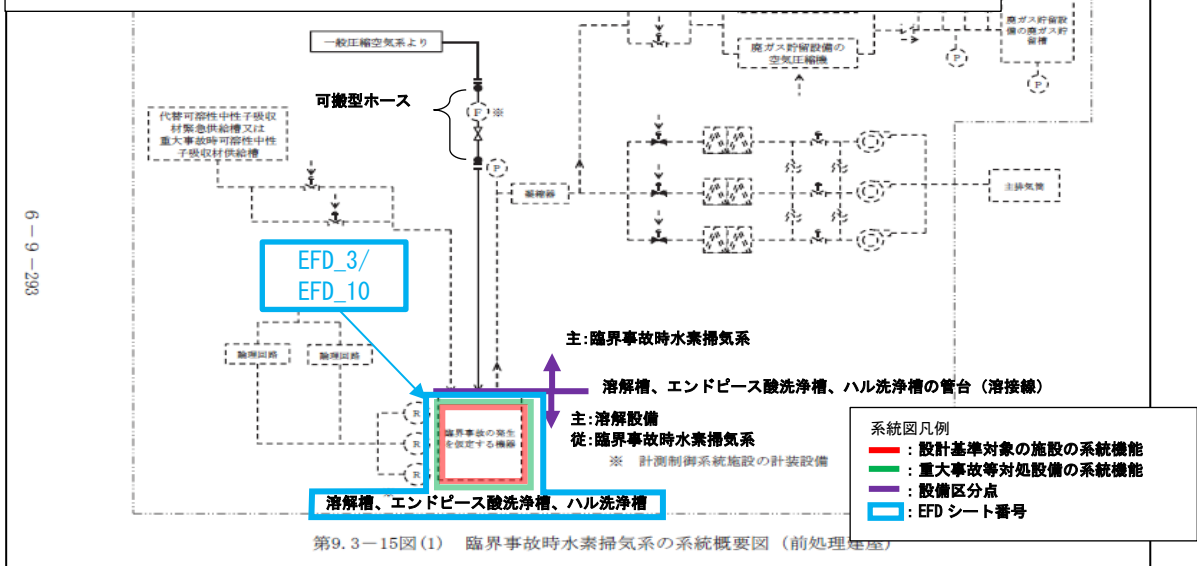 一般圧縮空気系より
可搬型ホース
F
※
P
代替可溶性中性子吸収
材緊急供給槽又は
重大事故時可溶性中性
子吸収材供給槽
廃ガス貯留設備の
空気圧縮機
廃ガス貯留設
備の廃ガス貯
留槽
P
P
凝縮器
主排気筒
6-9-293
EFD_3/
EFD_10
論理回路
論理回路
主:臨界事故時水素掃気系
溶解槽、エンドピース酸洗浄槽、ハル洗浄槽の管台（溶接線）
主:溶解設備
従:臨界事故時水素掃気系
※ 計測制御系統施設の計装設備
R
R
R
臨界事故の発生
を仮定する機器
溶解槽、エンドピース酸洗浄槽、ハル洗浄槽
系統図凡例
:設計基準対象の施設の系統機能
:重大事故等対処設備の系統機能
:設備区分点
:EFD シート番号
第9.3-15図(1) 臨界事故時水素掃気系の系統概要図（前処理建屋）